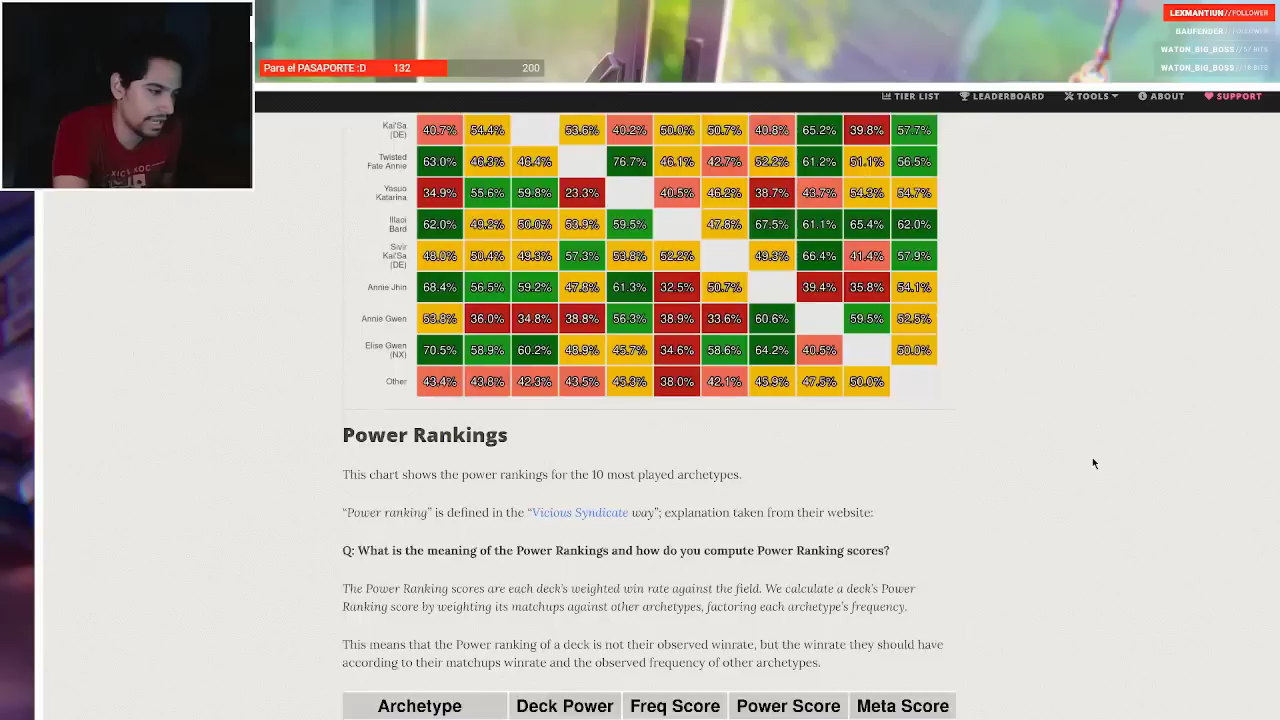 LEXMANTIUN//FOLLOWER
BAUFENDER//FOLLOWER
WATON_BIG_BOSS//57 BITS
WATON_BIG_BOSS//18 BITS
Para el PASAPORTE :D 132 200
TIER LIST LEADERBOARD TOOLS ABOUT SUPPORT
Kai'Sa (DE) 40.7% 54.4% 53.6% 40.2% 50.0% 50.7% 40.8% 65.2% 39.8% 57.7%
Twisted Fate Annie 63.0% 46.3% 46.4% 76.7% 46.1% 42.7% 52.2% 61.2% 51.1% 56.5%
Yasuo Katarina 34.9% 55.6% 59.8% 23.3% 40.5% 46.2% 38.7% 43.7% 54.3% 54.7%
Illaoi Bard 62.0% 49.2% 50.0% 53.9% 59.5% 47.8% 67.5% 61.1% 65.4% 62.0%
Sivir Kai'Sa (DE) 49.0% 50.4% 49.3% 57.3% 53.8% 52.2% 49.3% 66.4% 41.4% 57.9%
Annie Jhin 68.4% 56.5% 59.2% 47.8% 61.3% 32.5% 50.7% 39.4% 35.8% 54.1%
Annie Gwen 53.8% 36.0% 34.8% 38.8% 56.3% 38.9% 33.6% 60.6% 59.5% 52.5%
Elise Gwen (NX) 70.5% 58.9% 60.2% 48.9% 45.7% 34.6% 58.6% 64.2% 40.5% 50.0%
Other 43.4% 43.8% 42.3% 43.5% 45.3% 38.0% 42.1% 45.9% 47.5% 50.0%
Power Rankings
This chart shows the power rankings for the 10 most played archetypes.
“Power ranking” is defined in the “Vicious Syndicate way”; explanation taken from their website:
Q: What is the meaning of the Power Rankings and how do you compute Power Ranking scores?
The Power Ranking scores are each deck's weighted win rate against the field. We calculate a deck's Power
Ranking score by weighting its matchups against other archetypes, factoring each archetype's frequency.
This means that the Power ranking of a deck is not their observed winrate, but the winrate they should have
according to their matchups winrate and the observed frequency of other archetypes.
Archetype Deck Power Freq Score Power Score Meta Score